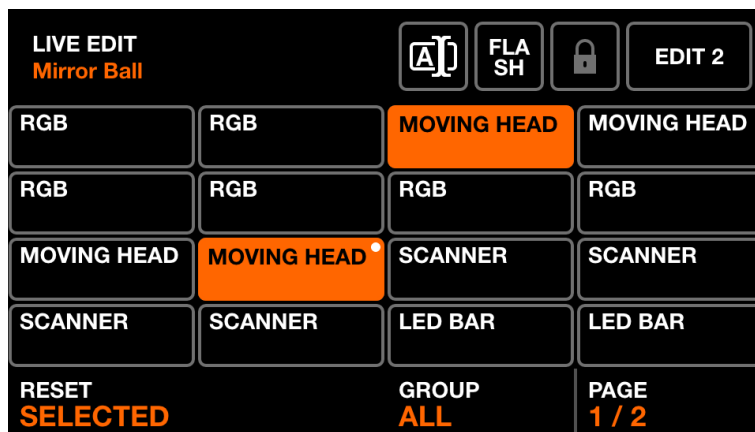 LIVE EDIT
Mirror Ball
A
FLA
SH
EDIT 2
RGB
RGB
MOVING HEAD
MOVING HEAD
RGB
RGB
RGB
RGB
MOVING HEAD
MOVING HEAD
SCANNER
SCANNER
SCANNER
SCANNER
LED BAR
LED BAR
RESET
SELECTED
GROUP
ALL
PAGE
1 / 2